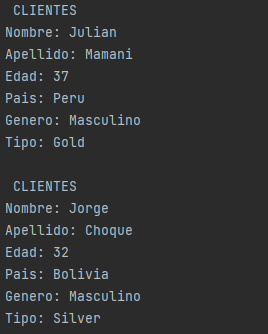 CLIENTES
Nombre: Julian
Apellido: Mamani
Edad: 37
Pais: Peru
Genero: Masculino
Tipo: Gold
CLIENTES
Nombre: Jorge
Apellido: Choque
Edad: 32
Pais: Bolivia
Genero: Masculino
Tipo: Silver